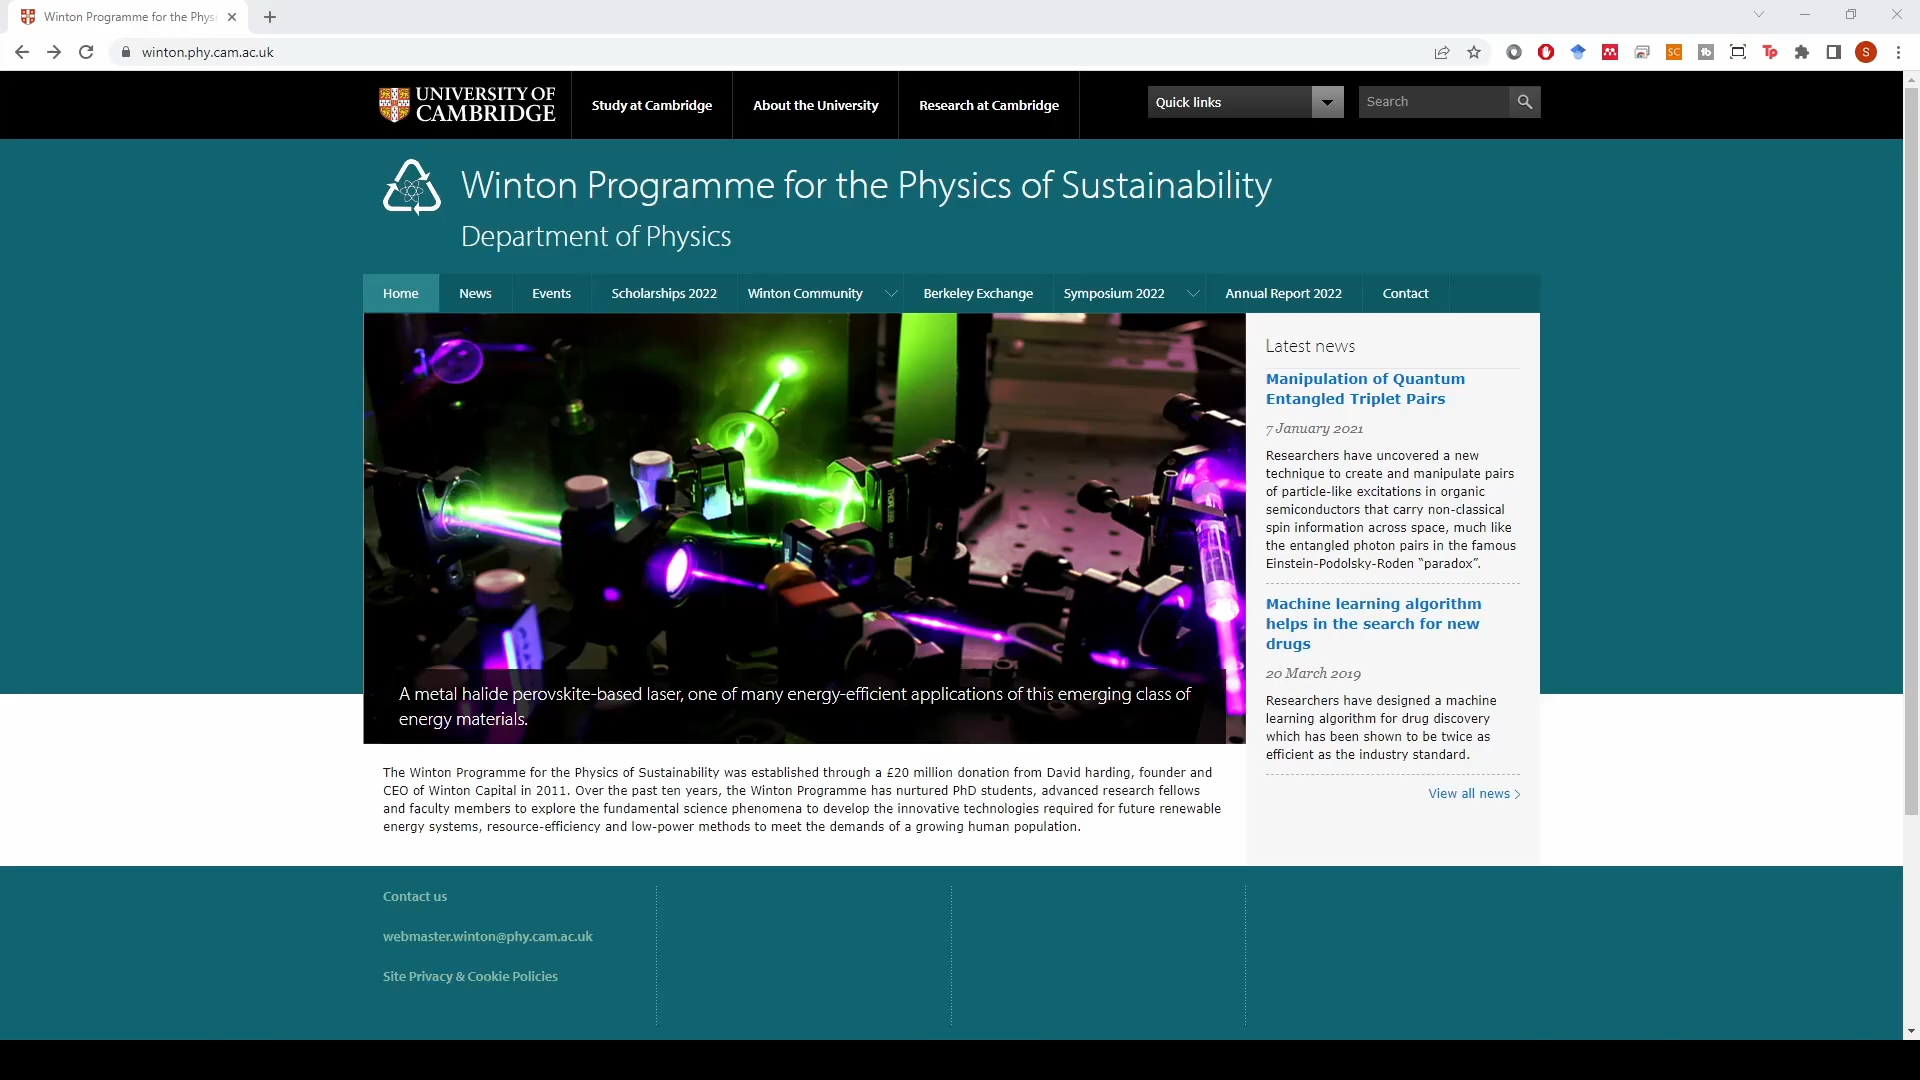 Winton Programme for the Physi
winton.phy.cam.ac.uk
SC
Tp
S
UNIVERSITY OF
CAMBRIDGE
Study at Cambridge
About the University
Research at Cambridge
Quick links
Search
Winton Programme for the Physics of Sustainability
Department of Physics
Home
News
Events
Scholarships 2022
Winton Community
Berkeley Exchange
Symposium 2022
Annual Report 2022
Contact
A metal halide perovskite-based laser, one of many energy-efficient applications of this emerging class of
energy materials.
The Winton Programme for the Physics of Sustainability was established through a £20 million donation from David harding, founder and
CEO of Winton Capital in 2011. Over the past ten years, the Winton Programme has nurtured PhD students, advanced research fellows
and faculty members to explore the fundamental science phenomena to develop the innovative technologies required for future renewable
energy systems, resource-efficiency and low-power methods to meet the demands of a growing human population.
Latest news
Manipulation of Quantum
Entangled Triplet Pairs
7 January 2021
Researchers have uncovered a new
technique to create and manipulate pairs
of particle-like excitations in organic
semiconductors that carry non-classical
spin information across space, much like
the entangled photon pairs in the famous
Einstein-Podolsky-Roden “paradox”.
Machine learning algorithm
helps in the search for new
drugs
20 March 2019
Researchers have designed a machine
learning algorithm for drug discovery
which has been shown to be twice as
efficient as the industry standard.
View all news
Contact us
webmaster.winton@phy.cam.ac.uk
Site Privacy & Cookie Policies